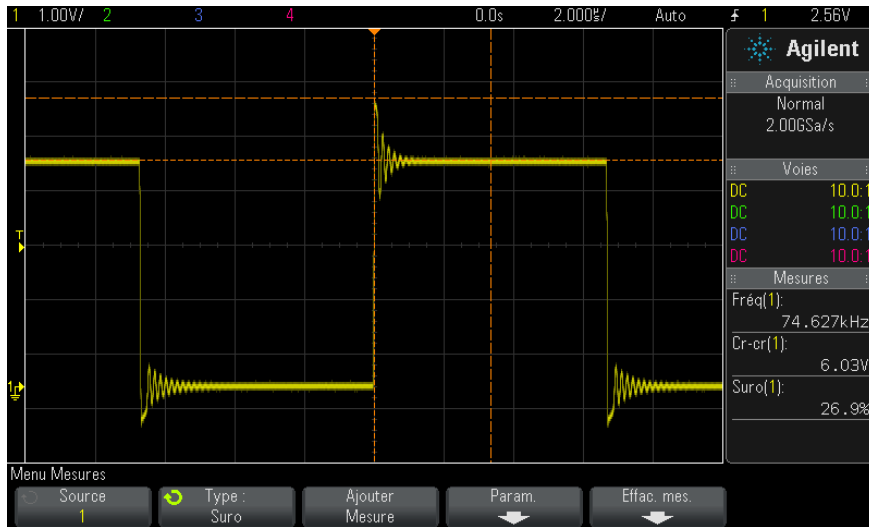 1 1.00V/ 2 3 4 0.0s 2.000µs/ Auto 1 2.56V
Agilent
Acquisition
Normal
2.00GSa/s
Voies
DC 10.0:1
DC 10.0:1
DC 10.0:1
DC 10.0:1
Mesures
Fréq(1):
74.627kHz
Cr-cr(1):
6.03V
Suro(1):
26.9%
T
1
Menu Mesures
Source
1
Type :
Suro
Ajouter
Mesure
Param.
Effac. mes.